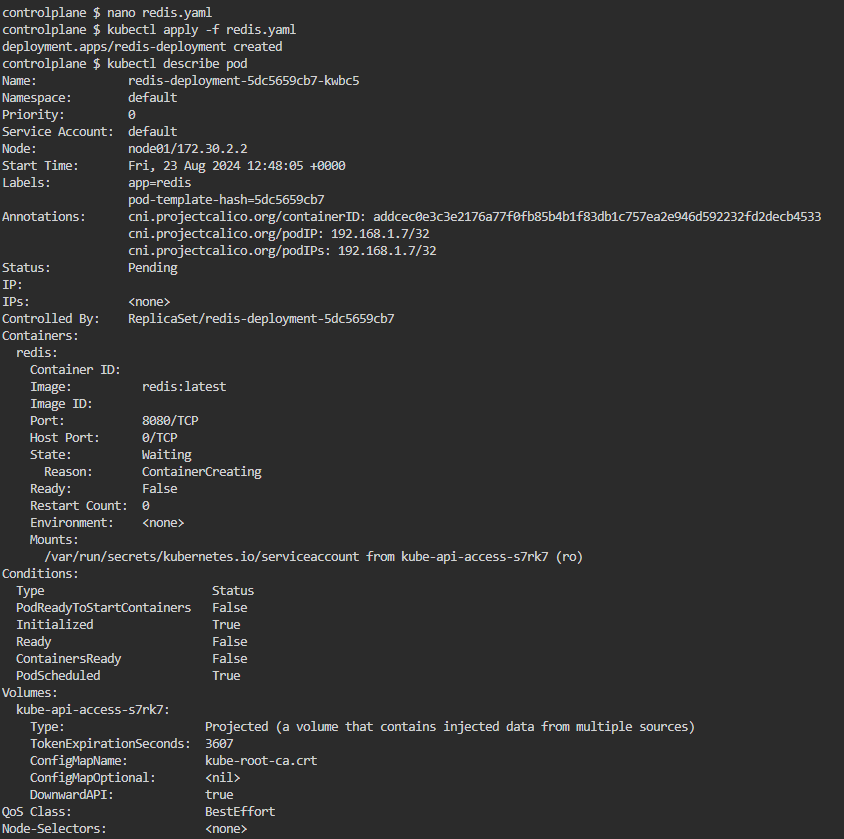 controlplane $ nano redis.yaml
controlplane $ kubectl apply -f redis.yaml
deployment.apps/redis-deployment created
controlplane $ kubectl describe pod
Name:             redis-deployment-5dc5659cb7-kwbc5
Namespace:        default
Priority:         0
Service Account:  default
Node:             node01/172.30.2.2
Start Time:       Fri, 23 Aug 2024 12:48:05 +0000
Labels:           app=redis
                  pod-template-hash=5dc5659cb7
Annotations:      cni.projectcalico.org/containerID: addcec0e3c3e2176a77f0fb85b4b1f83db1c757ea2e946d592232fd2decb4533
                  cni.projectcalico.org/podIP: 192.168.1.7/32
                  cni.projectcalico.org/podIPs: 192.168.1.7/32
Status:           Pending
IP:
IPs:              <none>
Controlled By:    ReplicaSet/redis-deployment-5dc5659cb7
Containers:
  redis:
    Container ID:
    Image:          redis:latest
    Image ID:
    Port:           8080/TCP
    Host Port:      0/TCP
    State:          Waiting
      Reason:       ContainerCreating
    Ready:          False
    Restart Count:  0
    Environment:    <none>
    Mounts:
      /var/run/secrets/kubernetes.io/serviceaccount from kube-api-access-s7rk7 (ro)
Conditions:
  Type                        Status
  PodReadyToStartContainers   False
  Initialized                 True
  Ready                       False
  ContainersReady             False
  PodScheduled                True
Volumes:
  kube-api-access-s7rk7:
    Type:                    Projected (a volume that contains injected data from multiple sources)
    TokenExpirationSeconds:  3607
    ConfigMapName:           kube-root-ca.crt
    ConfigMapOptional:       <nil>
    DownwardAPI:             true
QoS Class:                   BestEffort
Node-Selectors:              <none>